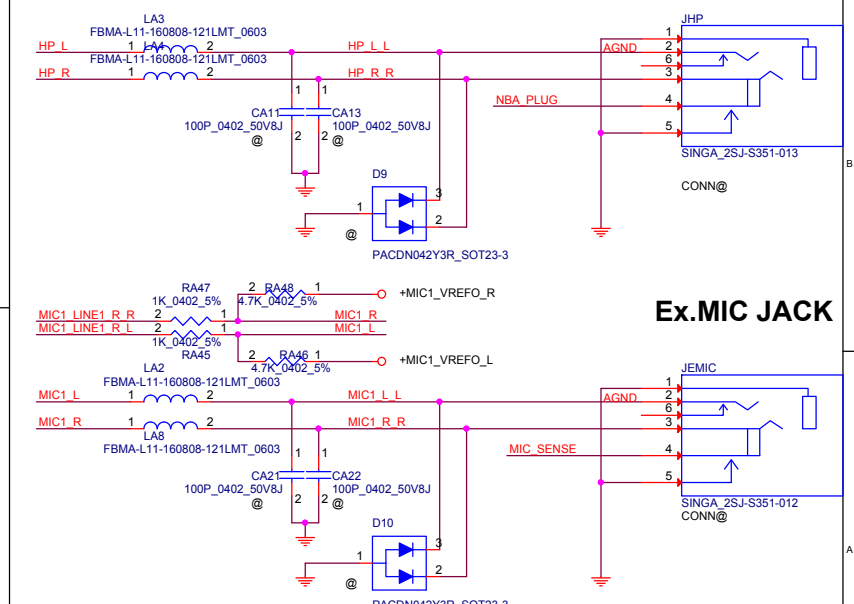 LA3
FBMA-L11-160808-121LMT_0603
HP_L 1 2 HP_L_L
LA4
FBMA-L11-160808-121LMT_0603
HP_R 1 2 HP_R_R
1 1
CA11 CA13
100P_0402_50V8J 100P_0402_50V8J
@ 2 2 @
D9
1 3
2
@
PACDN042Y3R_SOT23-3
JHP
1
AGND 2
6
3
NBA_PLUG 4
5
SINGA_2SJ-S351-013
CONN@
B
RA47 2 RA48 1 +MIC1_VREFO_R
1K_0402_5% 4.7K_0402_5%
MIC1_LINE1_R_R 2 1 MIC1_R
MIC1_LINE1_R_L 2 1 MIC1_L
1K_0402_5%
RA45 2 RA46 1 +MIC1_VREFO_L
4.7K_0402_5%
Ex.MIC JACK
LA2
FBMA-L11-160808-121LMT_0603
MIC1_L 1 2 MIC1_L_L
MIC1_R 1 2 MIC1_R_R
LA8
FBMA-L11-160808-121LMT_0603
1 1
CA21 CA22
100P_0402_50V8J 100P_0402_50V8J
@ 2 2 @
D10
1 3
2
@
PACDN042Y3R_SOT23-3
JEMIC
1
AGND 2
6
3
MIC_SENSE 4
5
SINGA_2SJ-S351-012
CONN@
A